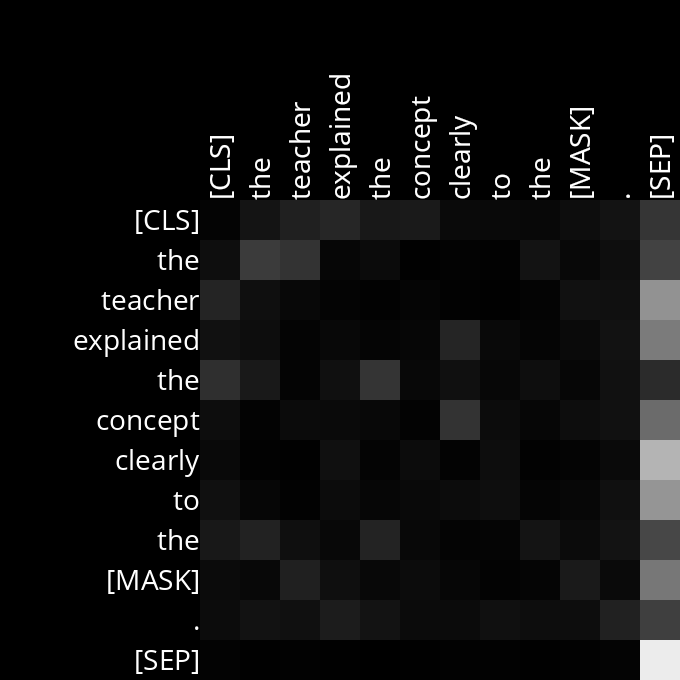 [CLS]
the
teacher
explained
the
concept
clearly
to
the
[MASK]
.
[SEP]
[CLS]
the
teacher
explained
the
concept
clearly
to
the
[MASK]
.
[SEP]